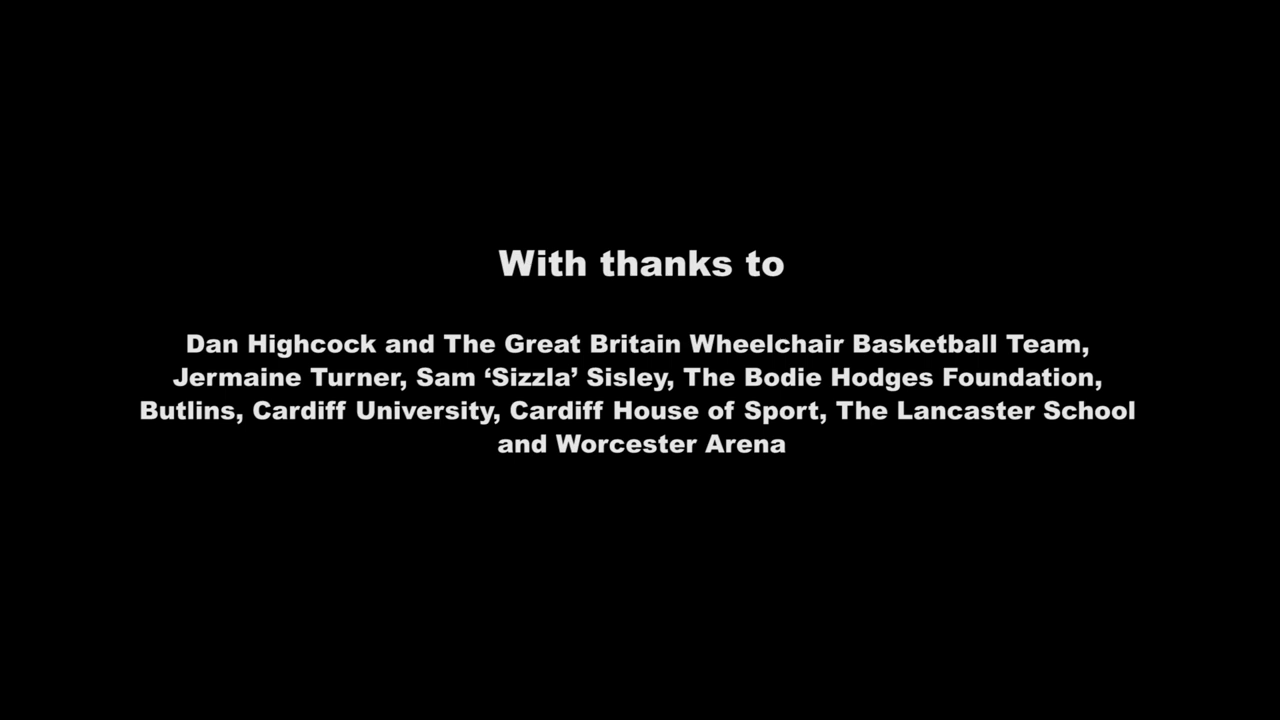 With thanks to
Dan Highcock and The Great Britain Wheelchair Basketball Team,
Jermaine Turner, Sam ‘Sizzla’ Sisley, The Bodie Hodges Foundation,
Butlins, Cardiff University, Cardiff House of Sport, The Lancaster School
and Worcester Arena